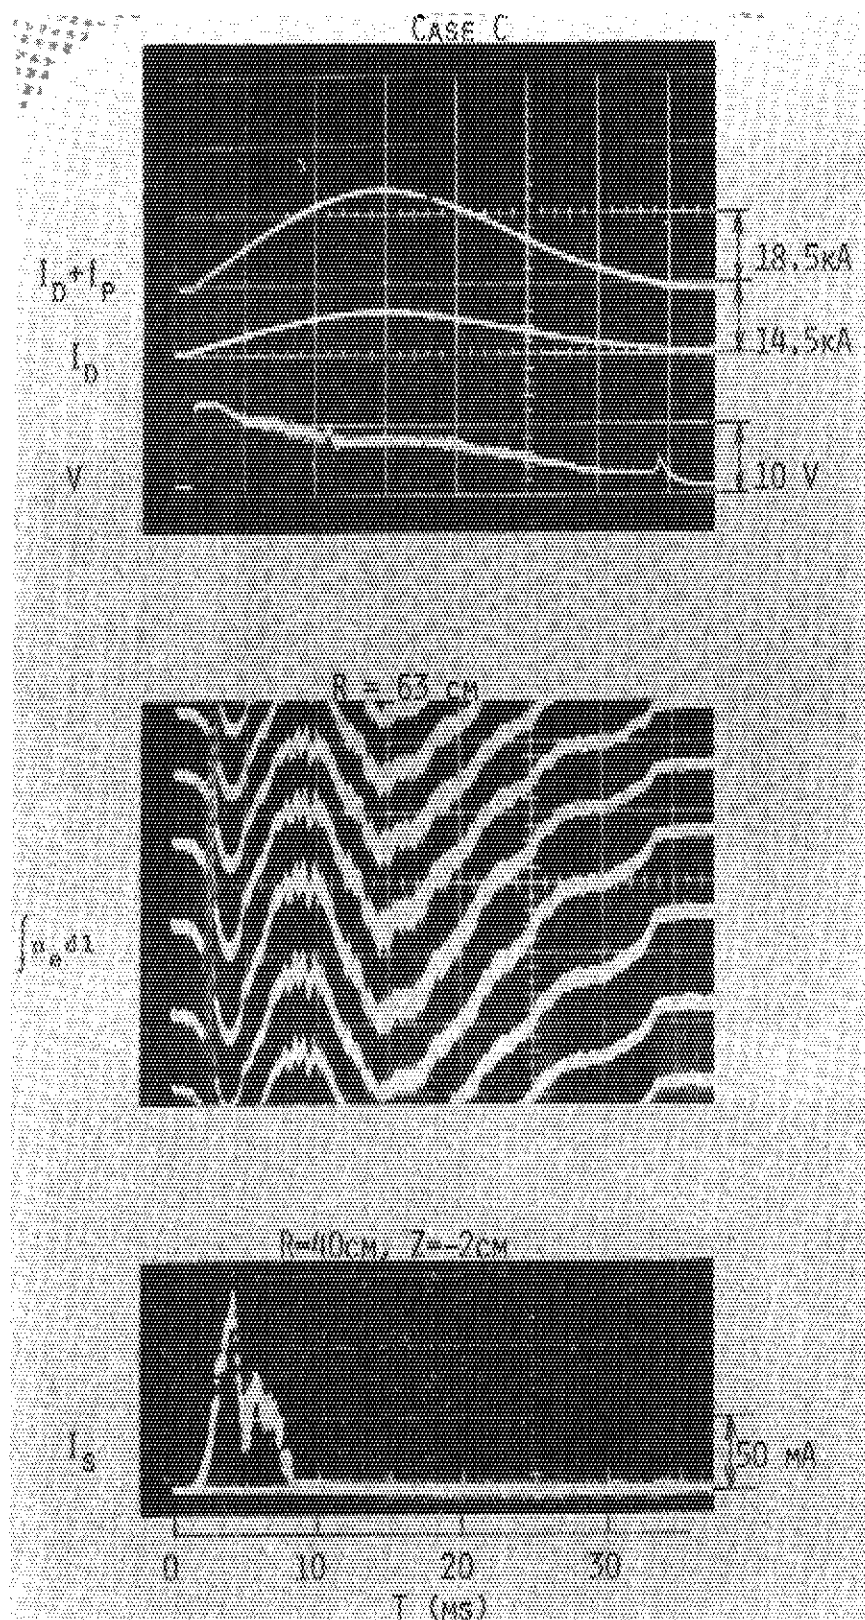 CASE C
I_D+I_P
18.5KA
I_D
14.5KA
V
10 V
R = 63 CM
∫n_e dl
R=40CM, Z=-2CM
I_S
50 MA
0 10 20 30
T (MS)